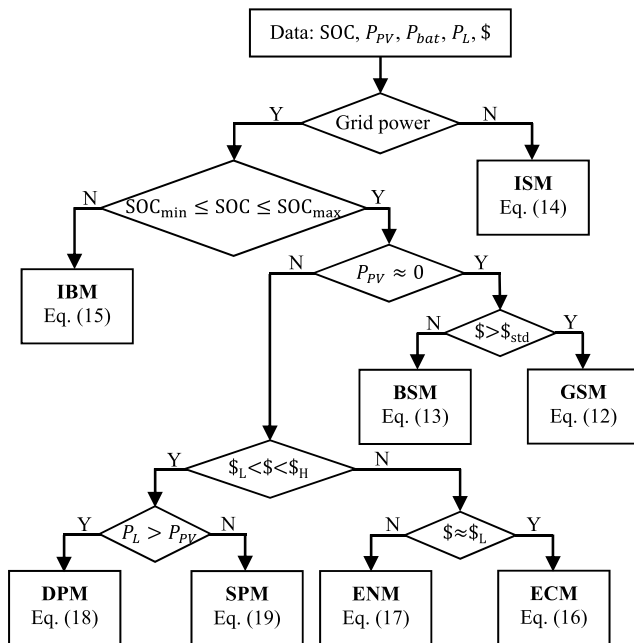 Data: SOC, P_PV, P_bat, P_L, $
Y
Grid power
N
N
SOC_min ≤ SOC ≤ SOC_max
Y
ISM
Eq. (14)
N
P_PV ≈ 0
Y
IBM
Eq. (15)
N
$>$_std
Y
BSM
Eq. (13)
GSM
Eq. (12)
Y
$_L<$<$_H
N
Y
P_L > P_PV
N
N
$≈$_L
Y
DPM
Eq. (18)
SPM
Eq. (19)
ENM
Eq. (17)
ECM
Eq. (16)